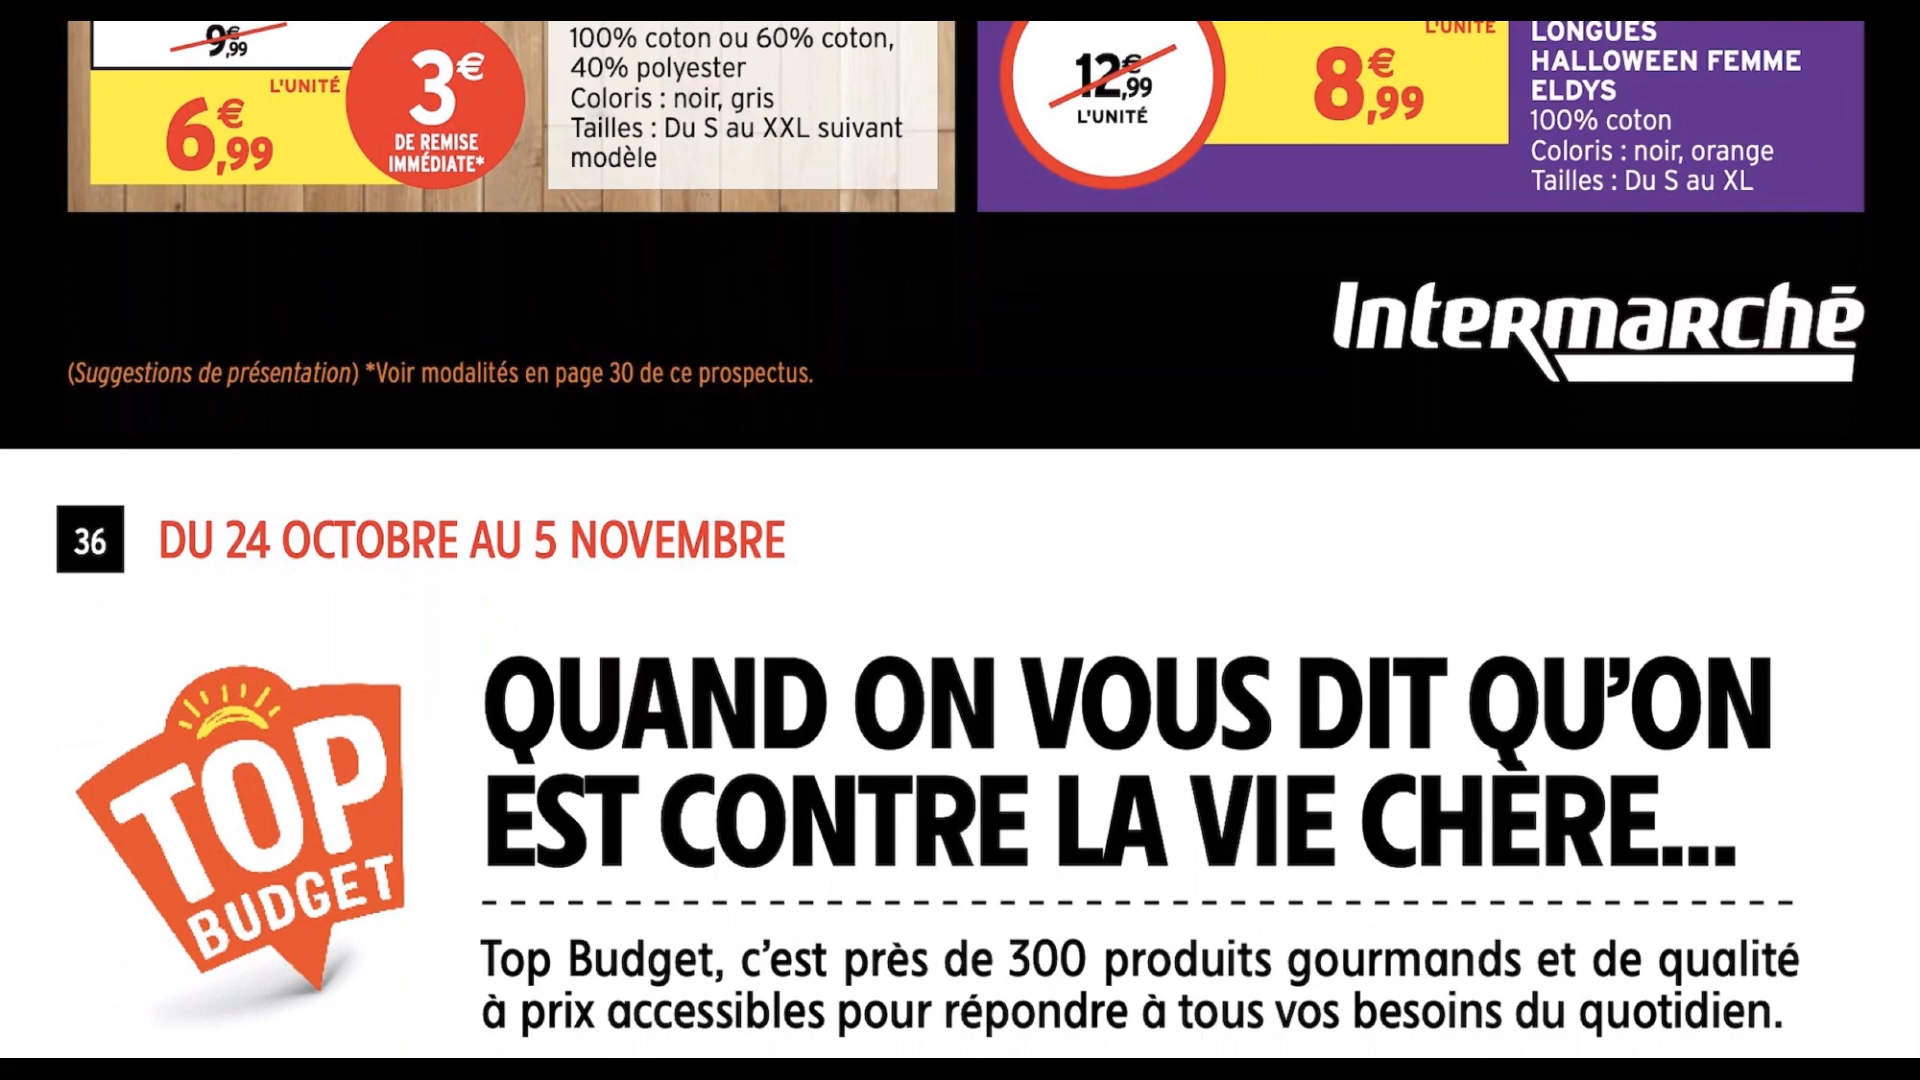 9€,99
L'UNITÉ
6€,99
3€
DE REMISE
IMMÉDIATE*
100% coton ou 60% coton,
40% polyester
Coloris : noir, gris
Tailles : Du S au XXL suivant
modèle
12€,99
L'UNITÉ
L'UNITÉ
8€,99
LONGUES
HALLOWEEN FEMME
ELDYS
100% coton
Coloris : noir, orange
Tailles : Du S au XL
Intermarché
(Suggestions de présentation) *Voir modalités en page 30 de ce prospectus.
36
DU 24 OCTOBRE AU 5 NOVEMBRE
TOP
BUDGET
QUAND ON VOUS DIT QU’ON
EST CONTRE LA VIE CHÈRE...
Top Budget, c’est près de 300 produits gourmands et de qualité
à prix accessibles pour répondre à tous vos besoins du quotidien.